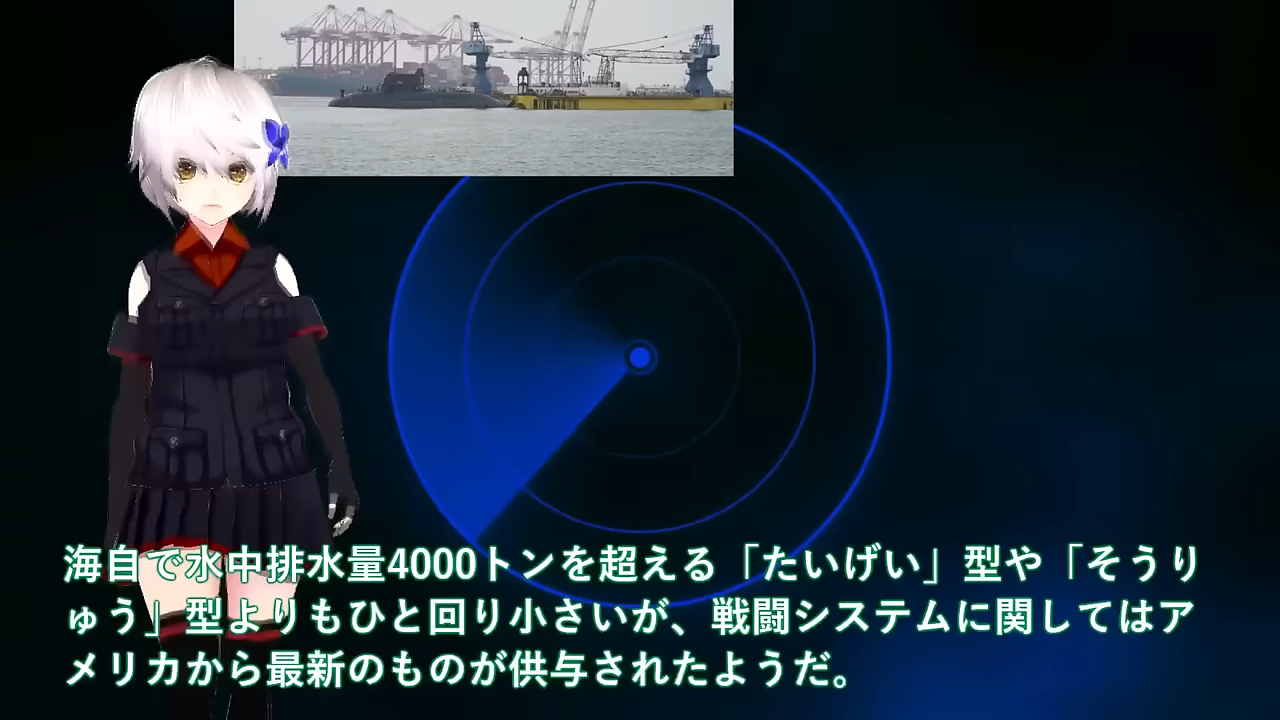 海自で水中排水量4000トンを超える「たいげい」型や「そうり
ゅう」型よりもひと回り小さいが、戦闘システムに関してはア
メリカから最新のものが供与されたようだ。